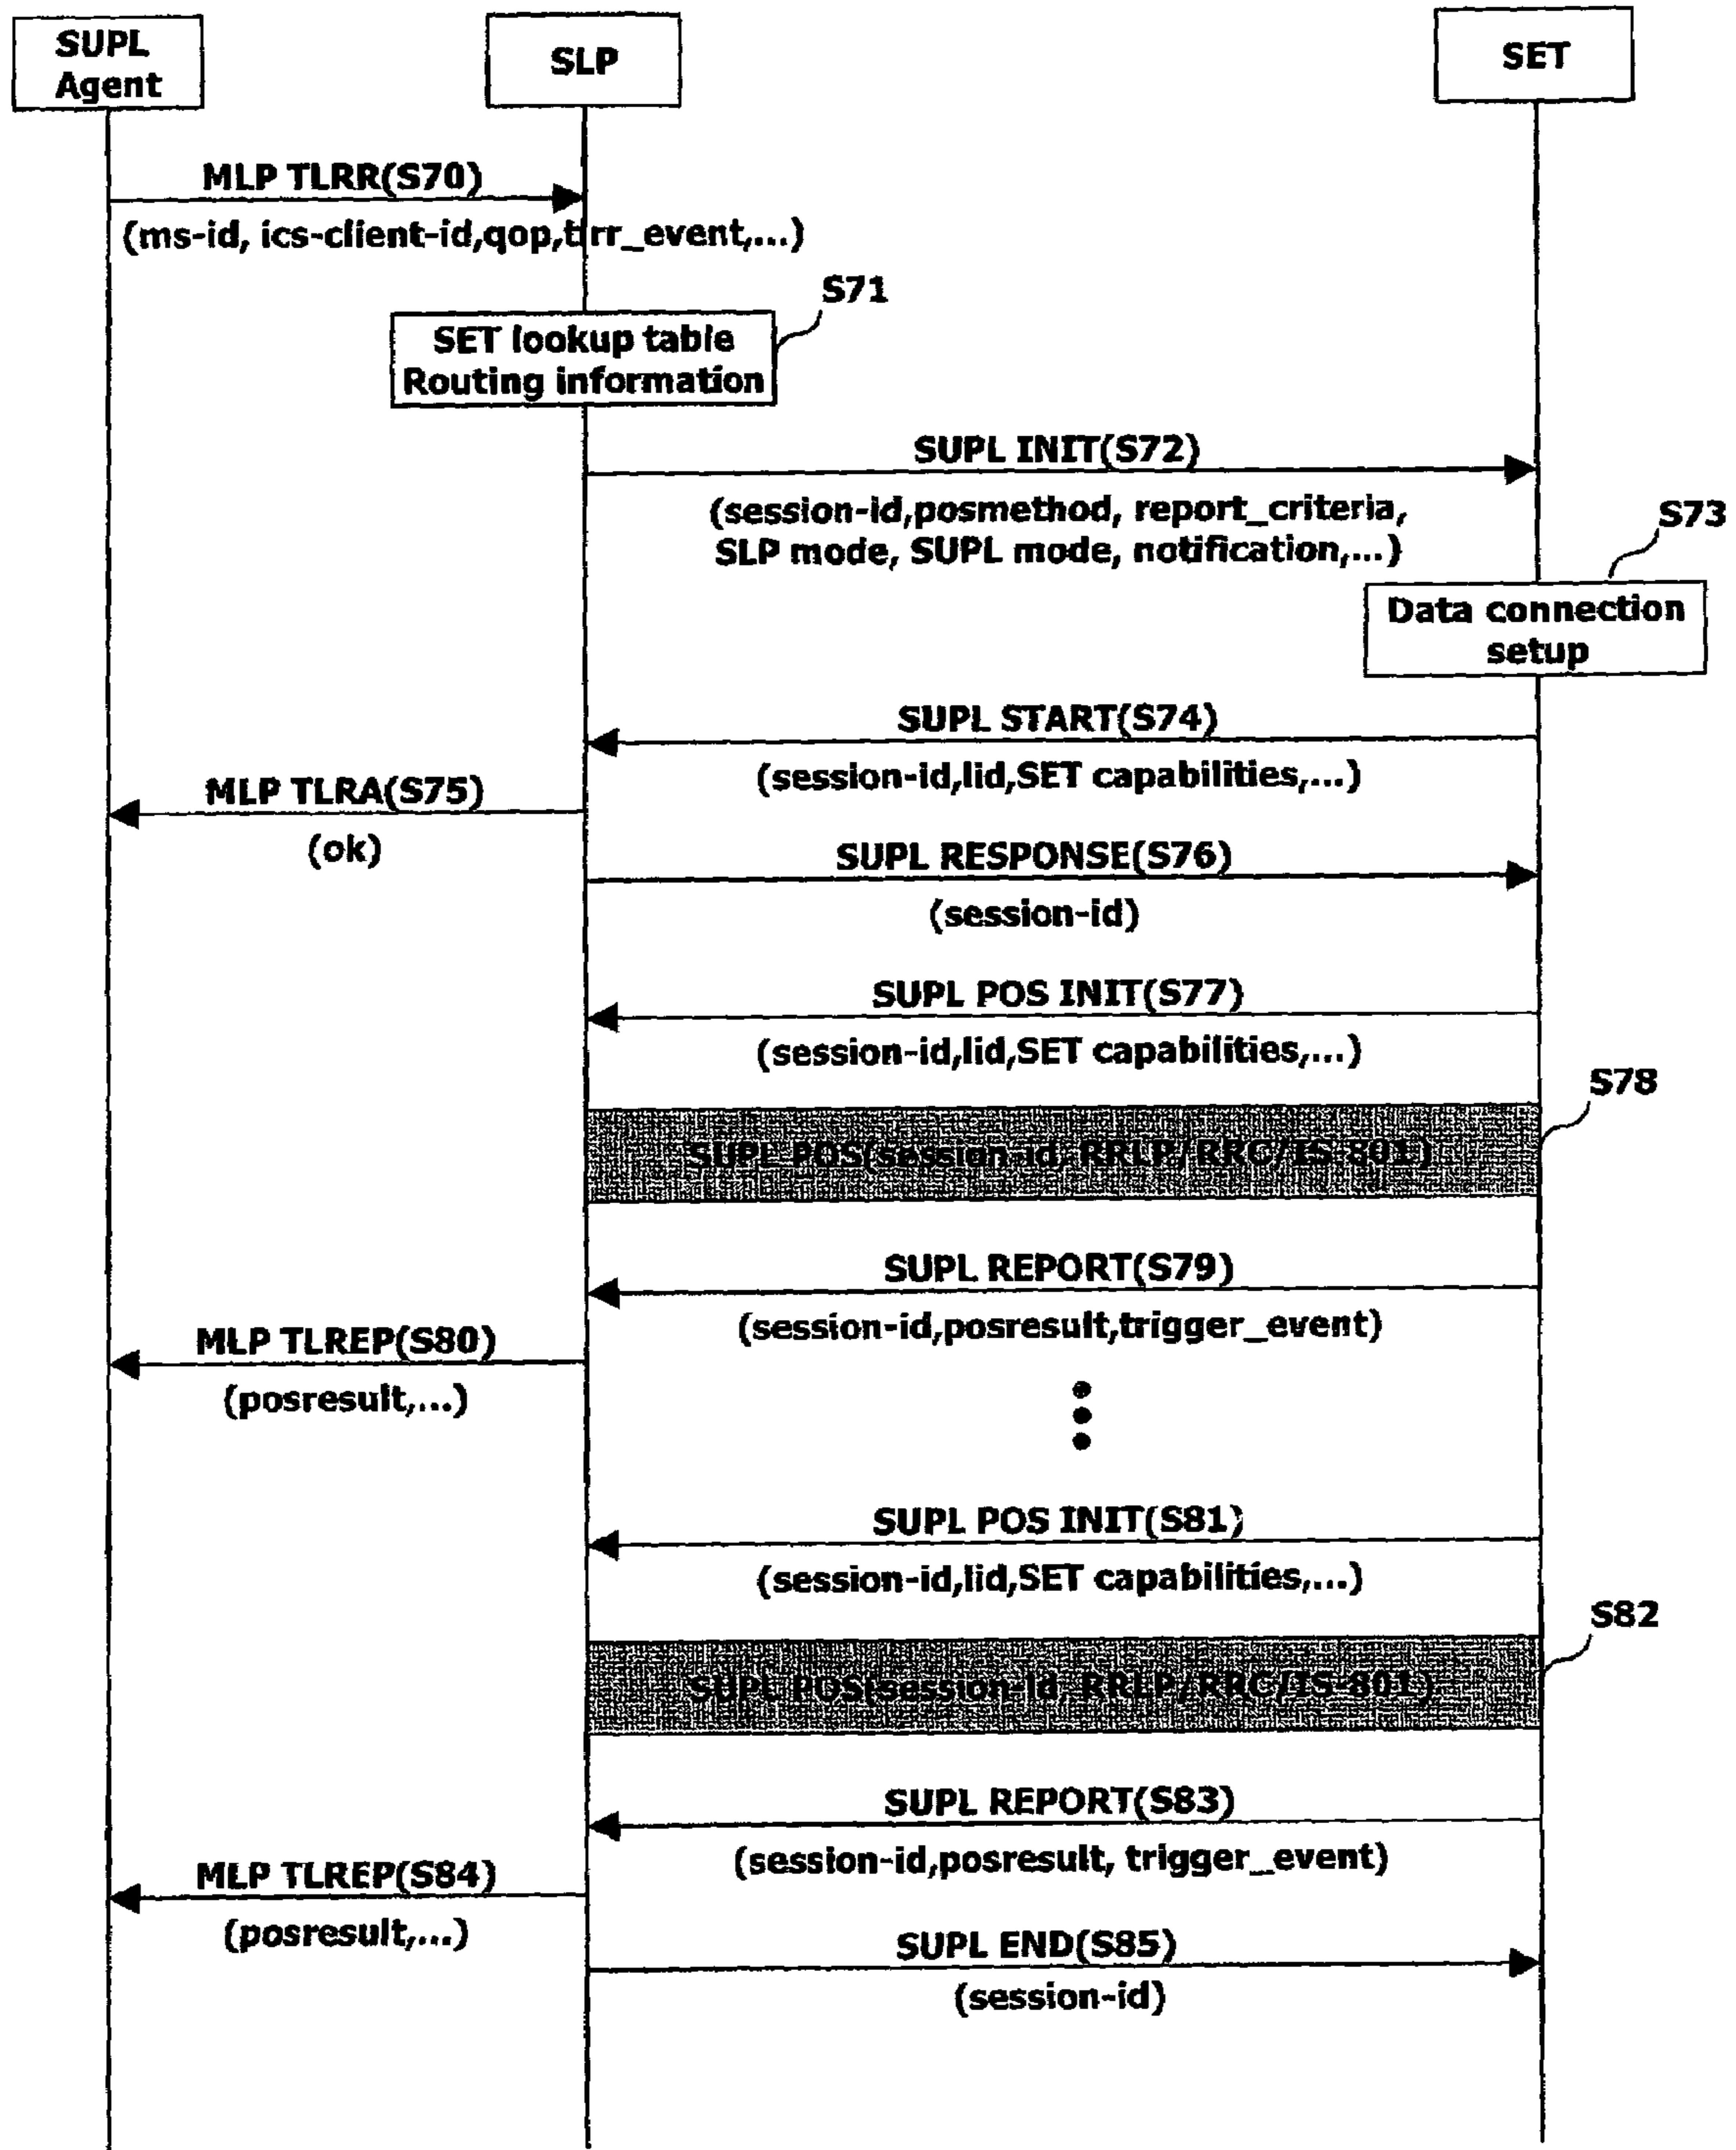 SUPL
Agent
SLP
SET
MLP TLRR(S70)
(ms-id, ics-client-id,qop,tlrr_event,...)
S71
SET lookup table
Routing information
SUPL INIT(S72)
(session-id,posmethod, report_criteria,
SLP mode, SUPL mode, notification,...)
S73
Data connection
setup
SUPL START(S74)
(session-id,lid,SET capabilities,...)
MLP TLRA(S75)
(ok)
SUPL RESPONSE(S76)
(session-id)
SUPL POS INIT(S77)
(session-id,lid,SET capabilities,...)
S78
SUPL POS(session-id, RRLP/RRC/IS-801)
SUPL REPORT(S79)
(session-id,posresult,trigger_event)
MLP TLREP(S80)
(posresult,...)
SUPL POS INIT(S81)
(session-id,lid,SET capabilities,...)
S82
SUPL POS(session-id, RRLP/RRC/IS-801)
SUPL REPORT(S83)
(session-id,posresult, trigger_event)
MLP TLREP(S84)
(posresult,...)
SUPL END(S85)
(session-id)